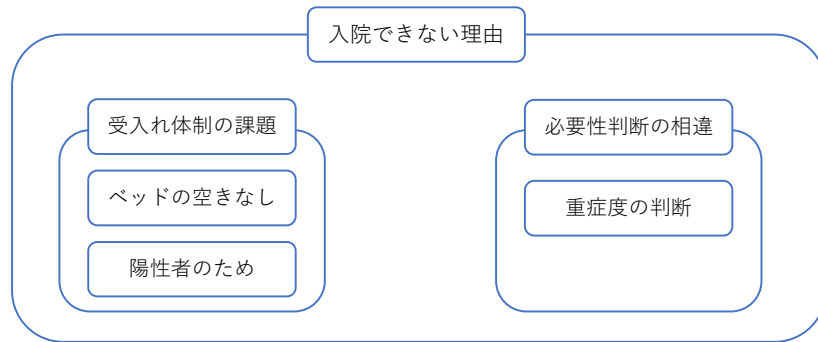 入院できない理由
受入れ体制の課題
ベッドの空きなし
陽性者のため
必要性判断の相違
重症度の判断